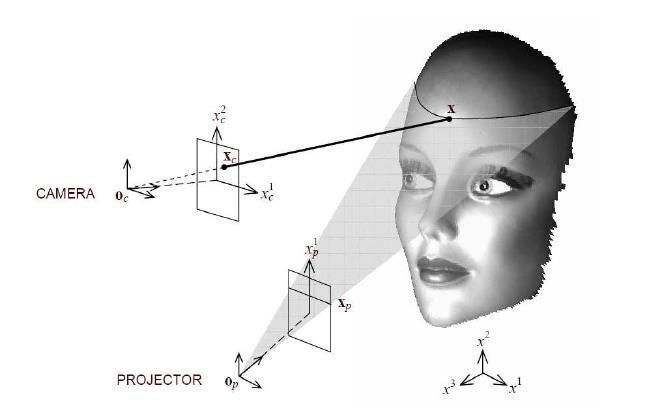 x
x_c^2
x_c
x_c^1
CAMERA
o_c
x_p^1
x_p
PROJECTOR
o_p
x^2
x^3
x^1